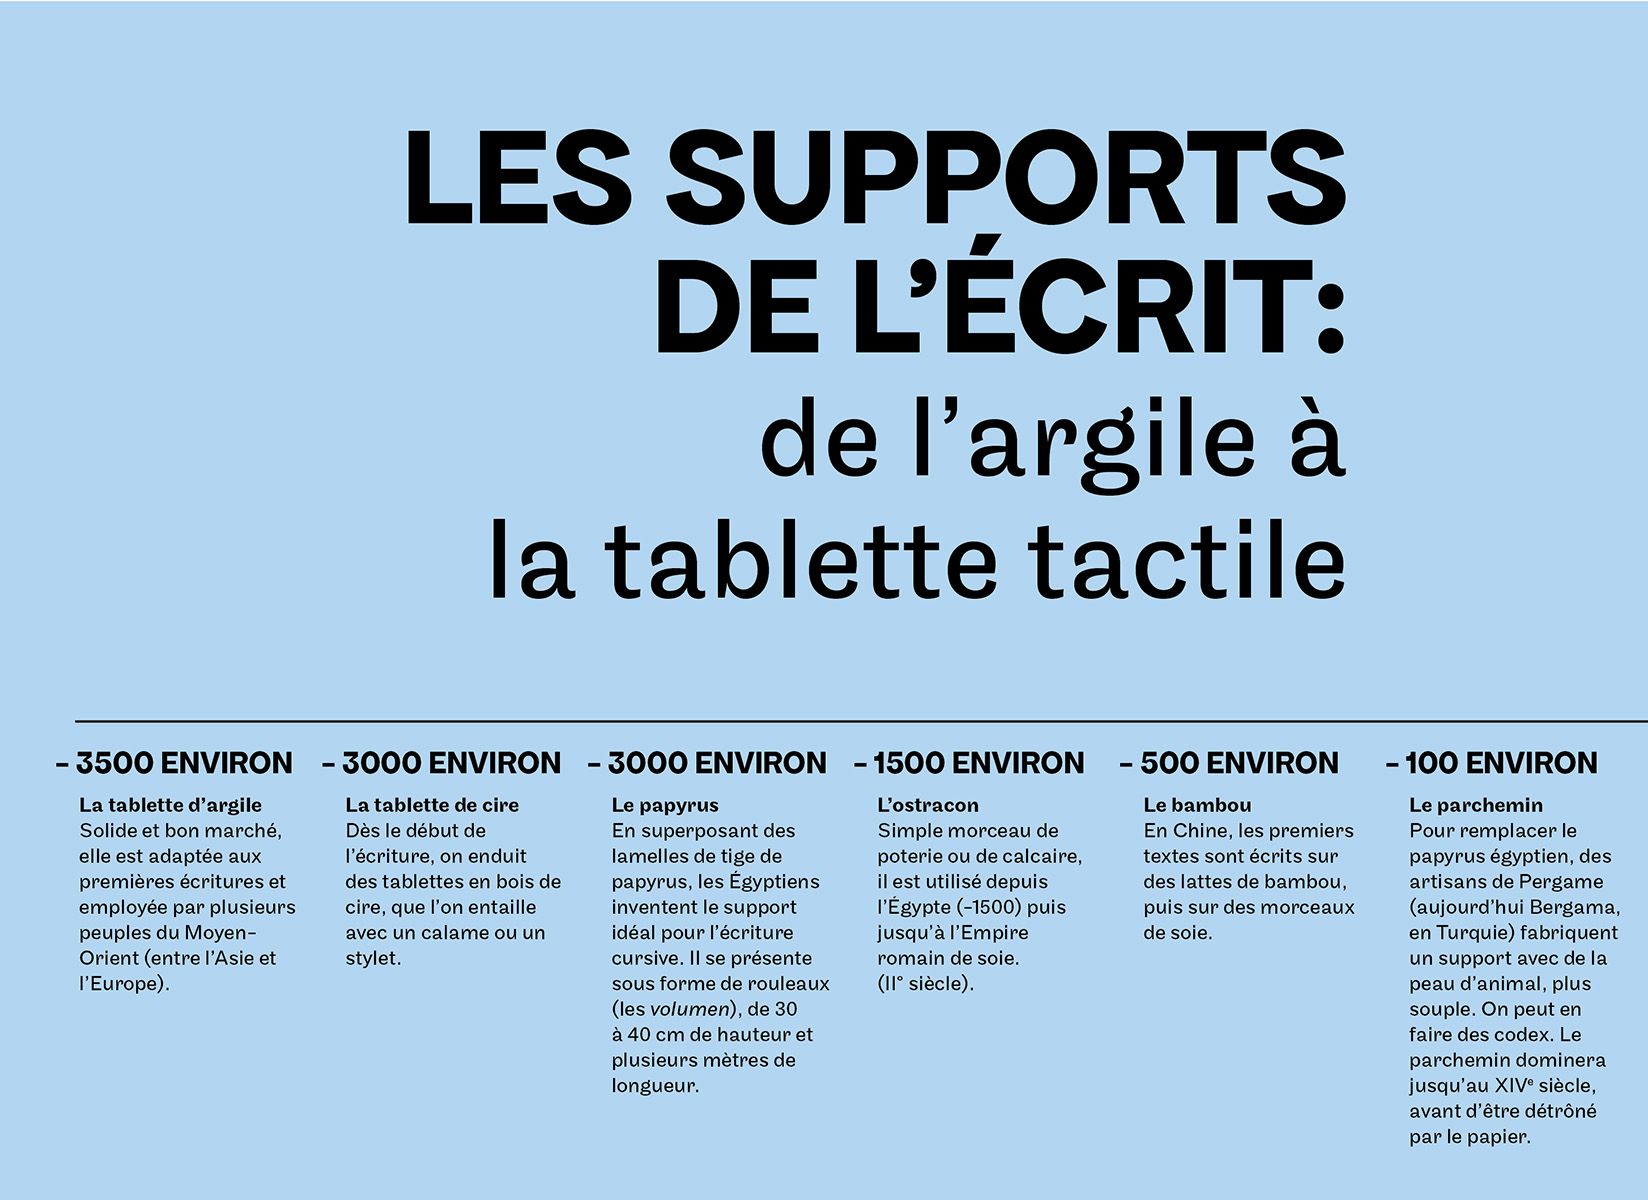 LES SUPPORTS
DE L’ÉCRIT:
de l’argile à
la tablette tactile
– 3500 ENVIRON
La tablette d’argile
Solide et bon marché,
elle est adaptée aux
premières écritures et
employée par plusieurs
peuples du Moyen-
Orient (entre l’Asie et
l’Europe).
– 3000 ENVIRON
La tablette de cire
Dès le début de
l’écriture, on enduit
des tablettes en bois de
cire, que l’on entaille
avec un calame ou un
stylet.
– 3000 ENVIRON
Le papyrus
En superposant des
lamelles de tige de
papyrus, les Égyptiens
inventent le support
idéal pour l’écriture
cursive. Il se présente
sous forme de rouleaux
(les volumen), de 30
à 40 cm de hauteur et
plusieurs mètres de
longueur.
– 1500 ENVIRON
L’ostracon
Simple morceau de
poterie ou de calcaire,
il est utilisé depuis
l’Égypte (-1500) puis
jusqu’à l’Empire
romain de soie.
(II° siècle).
– 500 ENVIRON
Le bambou
En Chine, les premiers
textes sont écrits sur
des lattes de bambou,
puis sur des morceaux
de soie.
– 100 ENVIRON
Le parchemin
Pour remplacer le
papyrus égyptien, des
artisans de Pergame
(aujourd’hui Bergama,
en Turquie) fabriquent
un support avec de la
peau d’animal, plus
souple. On peut en
faire des codex. Le
parchemin dominera
jusqu’au XIVᵉ siècle,
avant d’être détrôné
par le papier.